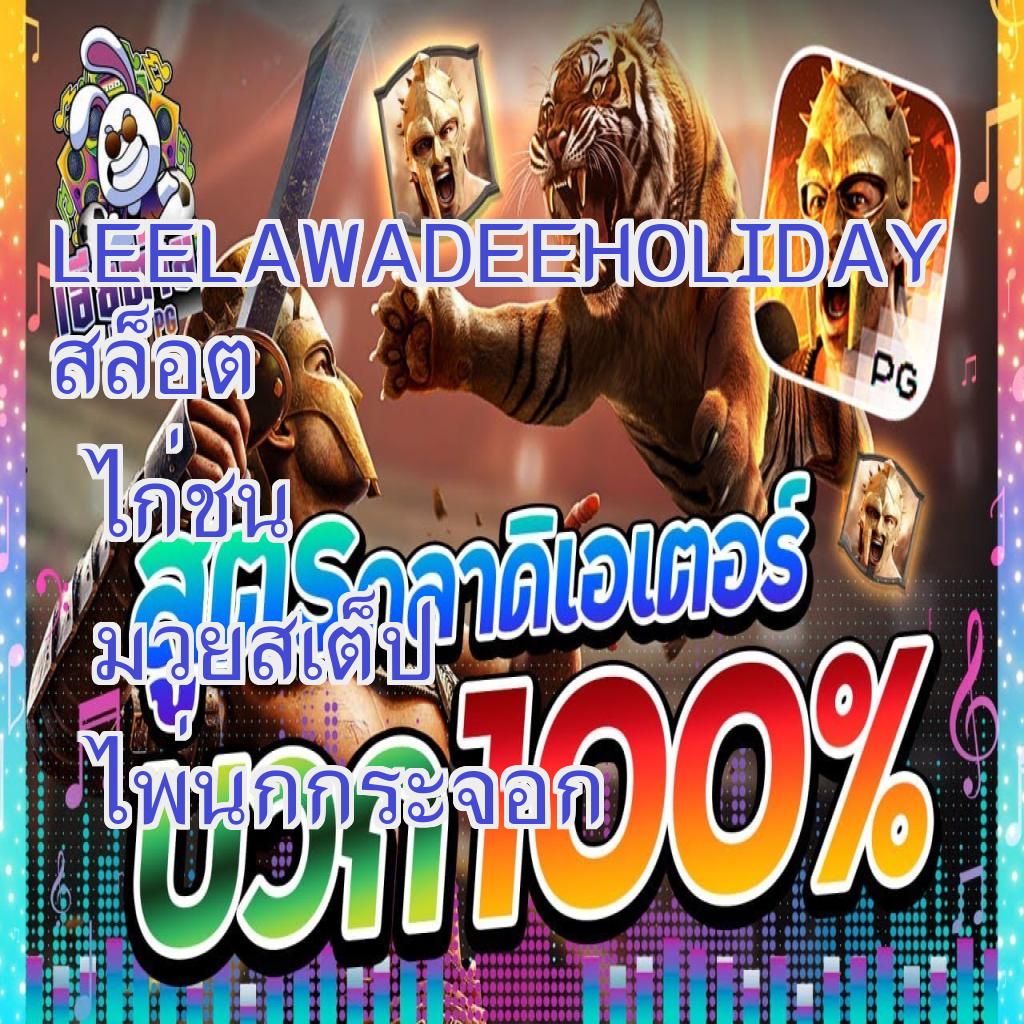 LEELAWADEEHOLIDAY
สล็อต
ไก่ชน
มวยสเต็ป
ไพ่นกกระจอก
PG
PG
สูตรกลาดิเอเตอร์
บวก100%